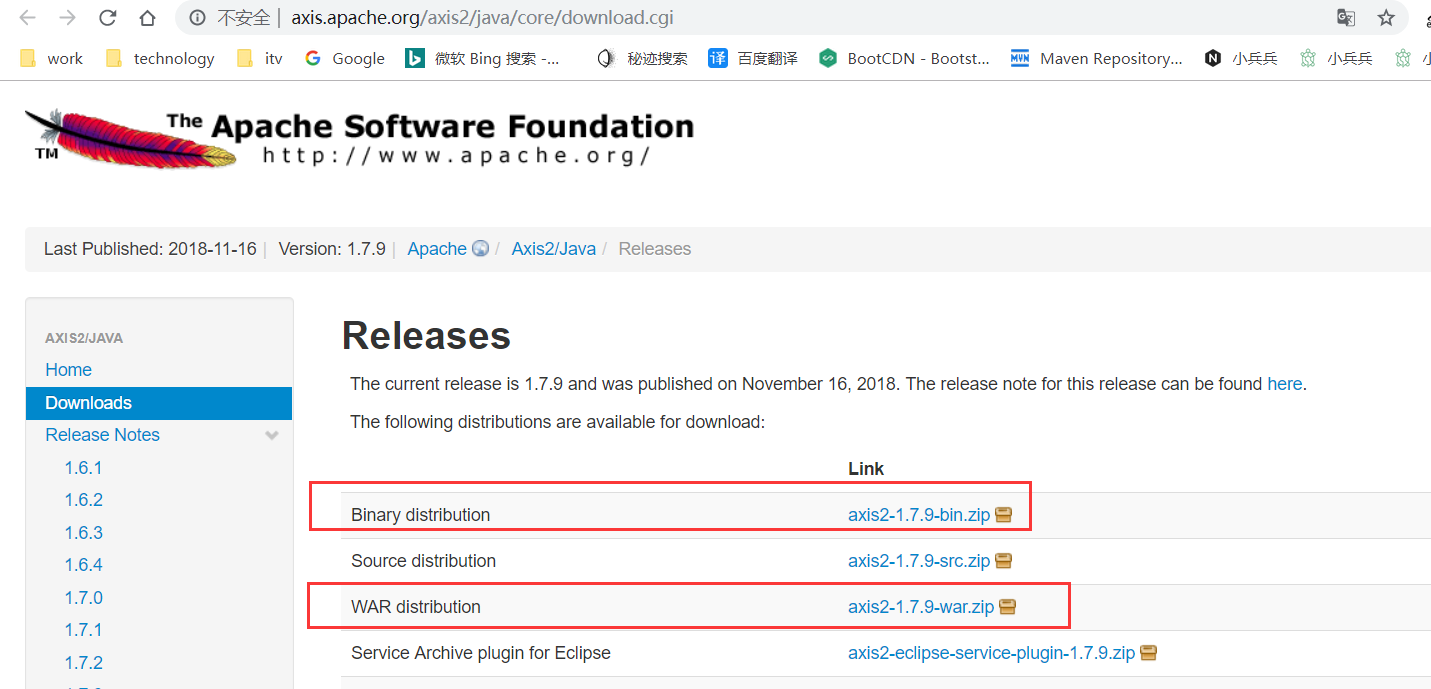 不安全 axis.apache.org/axis2/java/core/download.cgi
work technology itv Google 微软 Bing 搜索 -... 秘迹搜索 译 百度翻译 BootCDN - Bootst... MVN Maven Repository... N 小兵兵 小兵兵
The Apache Software Foundation
TM http://www.apache.org/
Last Published: 2018-11-16 | Version: 1.7.9 | Apache / Axis2/Java / Releases
AXIS2/JAVA
Home
Downloads
Release Notes
1.6.1
1.6.2
1.6.3
1.6.4
1.7.0
1.7.1
1.7.2
Releases
The current release is 1.7.9 and was published on November 16, 2018. The release note for this release can be found here.
The following distributions are available for download:
Link
Binary distribution axis2-1.7.9-bin.zip
Source distribution axis2-1.7.9-src.zip
WAR distribution axis2-1.7.9-war.zip
Service Archive plugin for Eclipse axis2-eclipse-service-plugin-1.7.9.zip